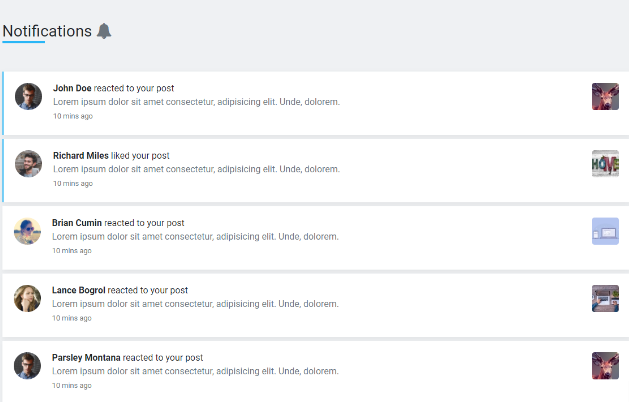 Notifications
John Doe reacted to your post
Lorem ipsum dolor sit amet consectetur, adipisicing elit. Unde, dolorem.
10 mins ago
Richard Miles liked your post
Lorem ipsum dolor sit amet consectetur, adipisicing elit. Unde, dolorem.
10 mins ago
Brian Cumin reacted to your post
Lorem ipsum dolor sit amet consectetur, adipisicing elit. Unde, dolorem.
10 mins ago
Lance Bogrol reacted to your post
Lorem ipsum dolor sit amet consectetur, adipisicing elit. Unde, dolorem.
10 mins ago
Parsley Montana reacted to your post
Lorem ipsum dolor sit amet consectetur, adipisicing elit. Unde, dolorem.
10 mins ago